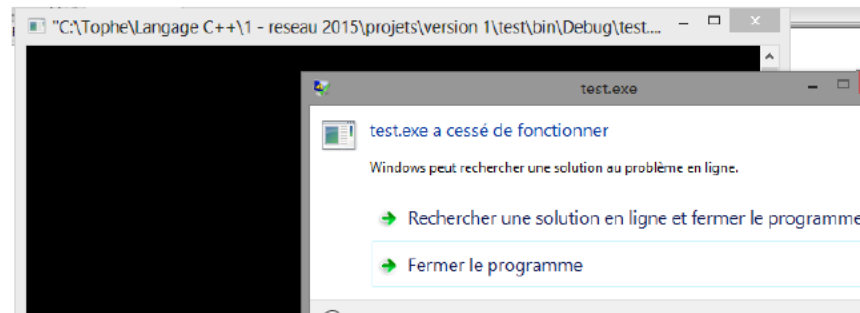 "C:\Tophe\Langage C++\1 - reseau 2015\projets\version 1\test\bin\Debug\test....
test.exe
test.exe a cessé de fonctionner
Windows peut rechercher une solution au problème en ligne.
Rechercher une solution en ligne et fermer le programme
Fermer le programme